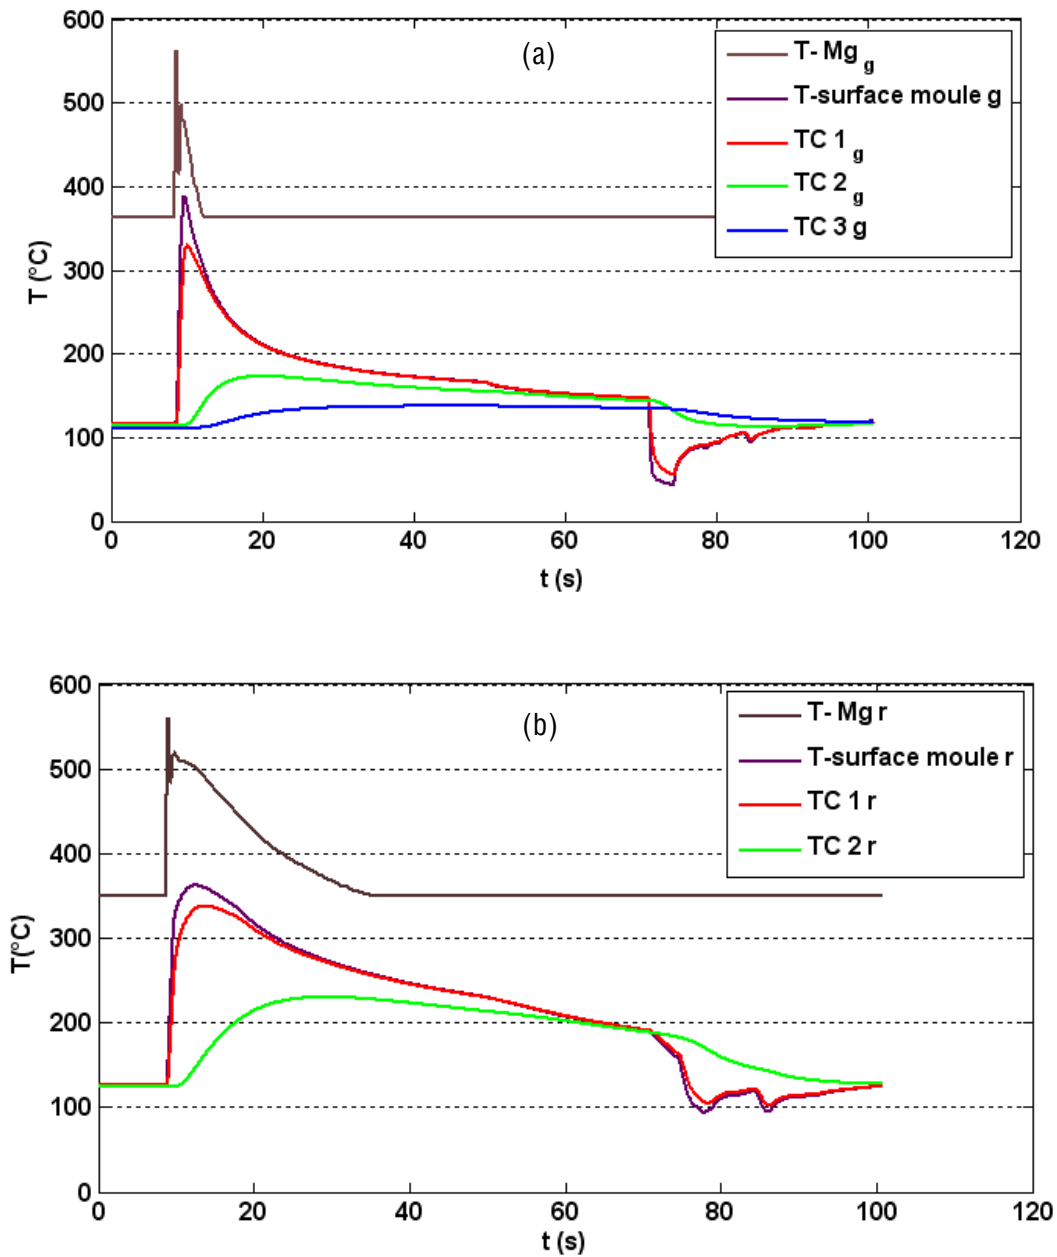 (a)
T- Mg g
T-surface moule g
TC 1 g
TC 2 g
TC 3 g
600
500
400
300
200
100
0
T (°C)
0 20 40 60 80 100 120
t (s)
(b)
T- Mg r
T-surface moule r
TC 1 r
TC 2 r
600
500
400
300
200
100
0
T(°C)
0 20 40 60 80 100 120
t (s)